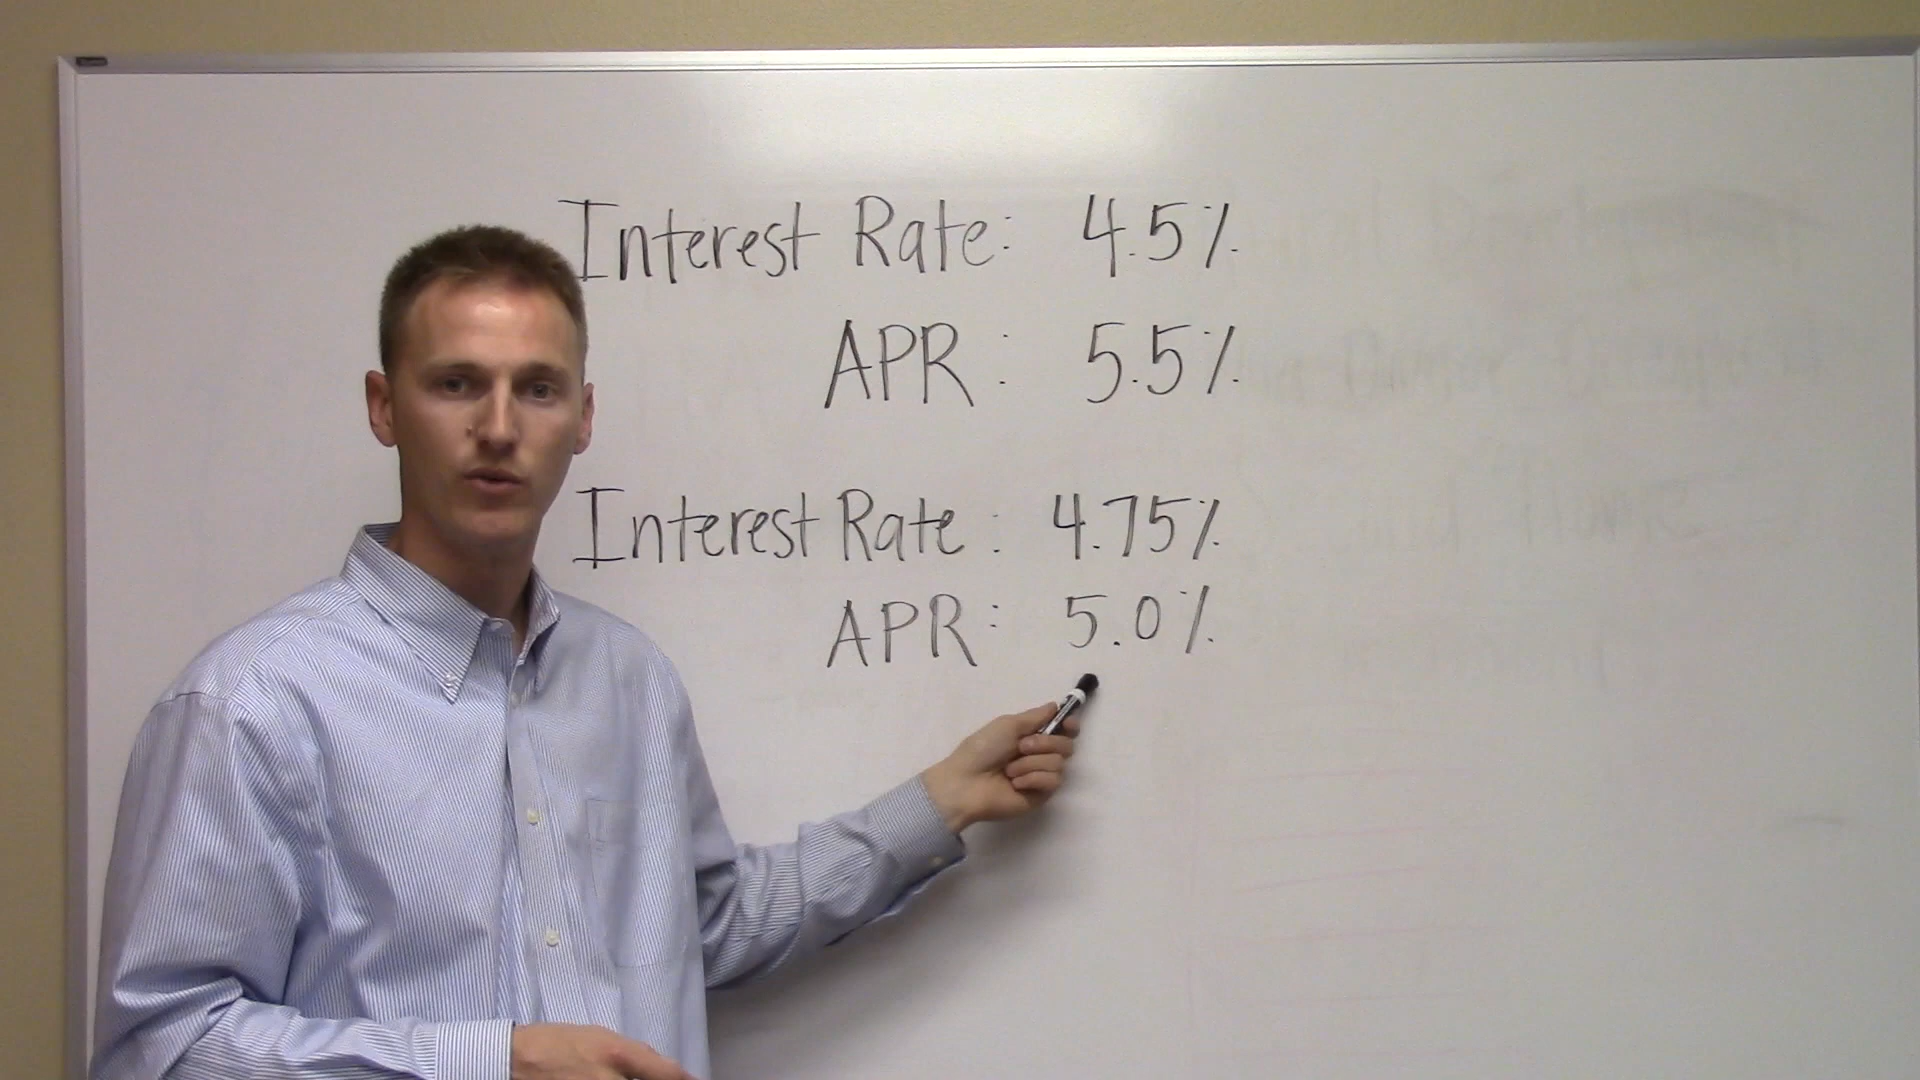 Interest Rate: 4.5%
APR: 5.5%
Interest Rate: 4.75%
APR: 5.0%